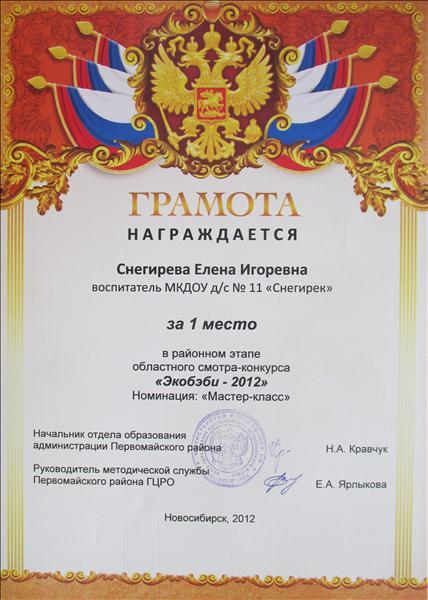 ГРАМОТА
НАГРАЖДАЕТСЯ
Снегирева Елена Игоревна
воспитатель МКДОУ д/с № 11 «Снегирек»
за 1 место
в районном этапе
областного смотра-конкурса
«Экобэби - 2012»
Номинация: «Мастер-класс»
Начальник отдела образования
администрации Первомайского района Н.А. Кравчук
Руководитель методической службы
Первомайского района ГЦРО Е.А. Ярлыкова
Новосибирск, 2012